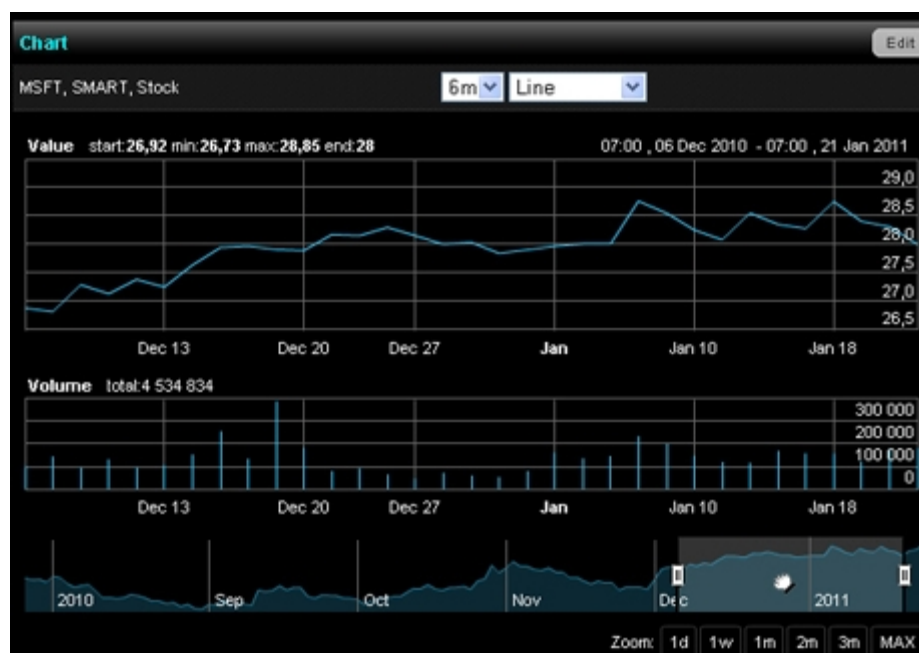 Chart Edit
MSFT, SMART, Stock 6m Line
Value start:26,92 min:26,73 max:28,85 end:28 07:00 , 06 Dec 2010 - 07:00 , 21 Jan 2011
29,0
28,5
28,0
27,5
27,0
26,5
Dec 13 Dec 20 Dec 27 Jan Jan 10 Jan 18
Volume total:4 534 834
300 000
200 000
100 000
0
Dec 13 Dec 20 Dec 27 Jan Jan 10 Jan 18
2010 Sep Oct Nov Dec 2011
Zoom: 1d 1w 1m 2m 3m MAX